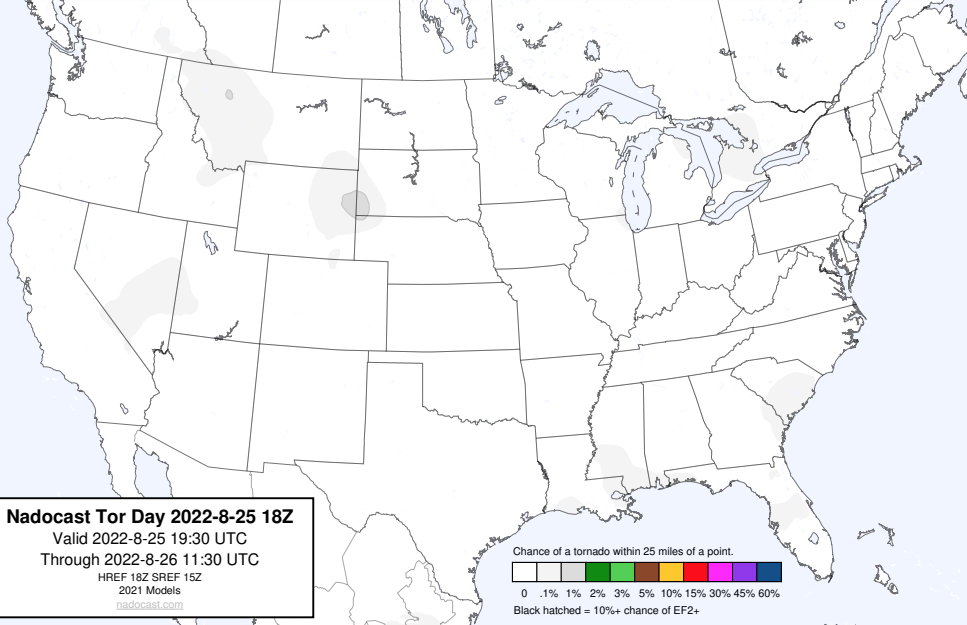 Nadocast Tor Day 2022-8-25 18Z
Valid 2022-8-25 19:30 UTC
Through 2022-8-26 11:30 UTC
HREF 18Z SREF 15Z
2021 Models
nadocast.com
Chance of a tornado within 25 miles of a point.
0 .1% 1% 2% 3% 5% 10% 15% 30% 45% 60%
Black hatched = 10%+ chance of EF2+